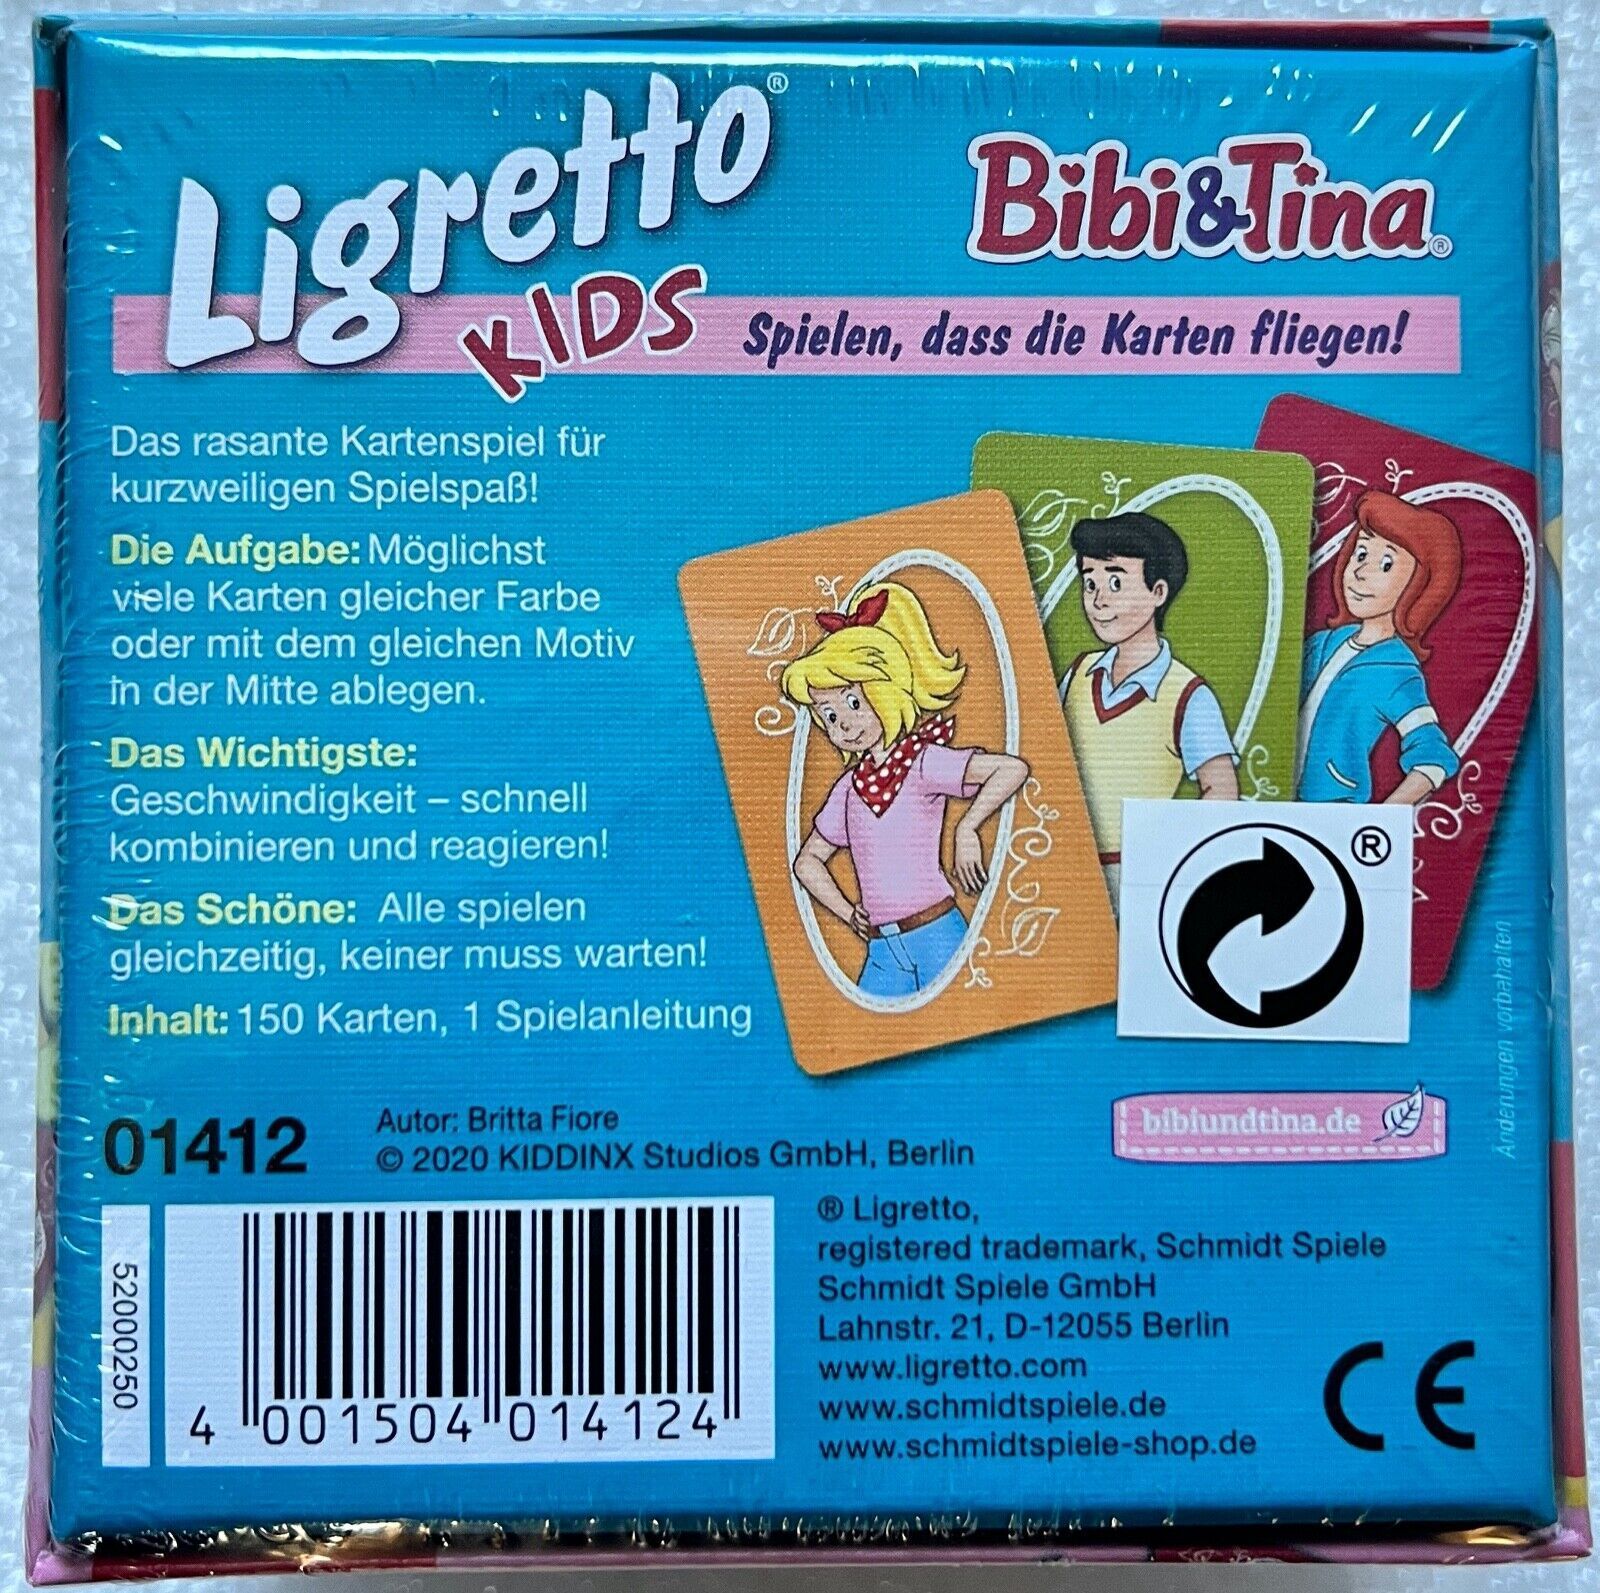 Ligretto®
KIDS
Bibi&Tina®
Spielen, dass die Karten fliegen!
Das rasante Kartenspiel für
kurzweiligen Spielspaß!
Die Aufgabe: Möglichst
viele Karten gleicher Farbe
oder mit dem gleichen Motiv
in der Mitte ablegen.
Das Wichtigste:
Geschwindigkeit – schnell
kombinieren und reagieren!
Das Schöne: Alle spielen
gleichzeitig, keiner muss warten!
Inhalt: 150 Karten, 1 Spielanleitung
®
Änderungen vorbehalten
bibiundtina.de
01412
Autor: Britta Fiore
© 2020 KIDDINX Studios GmbH, Berlin
52000250
4 001504 014124
® Ligretto,
registered trademark, Schmidt Spiele
Schmidt Spiele GmbH
Lahnstr. 21, D-12055 Berlin
www.ligretto.com
www.schmidtspiele.de
www.schmidtspiele-shop.de
CE